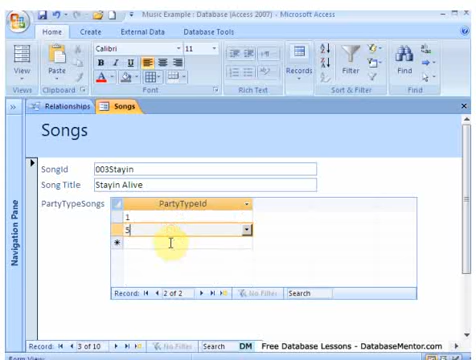 Music Example : Database (Access 2007) - Microsoft Access
Home Create External Data Database Tools
View Paste Calibri 11 Records Filter Find
B I U
A
Views Clipboard Font Rich Text Sort & Filter Find
Relationships Songs
Songs
SongId 003Stayin
Song Title Stayin Alive
PartyTypeSongs PartyTypeId
1
5
Record: 2 of 2 No Filter Search
Navigation Pane
Record: 3 of 10 No Filter Search DM Free Database Lessons - DatabaseMentor.com
Form View